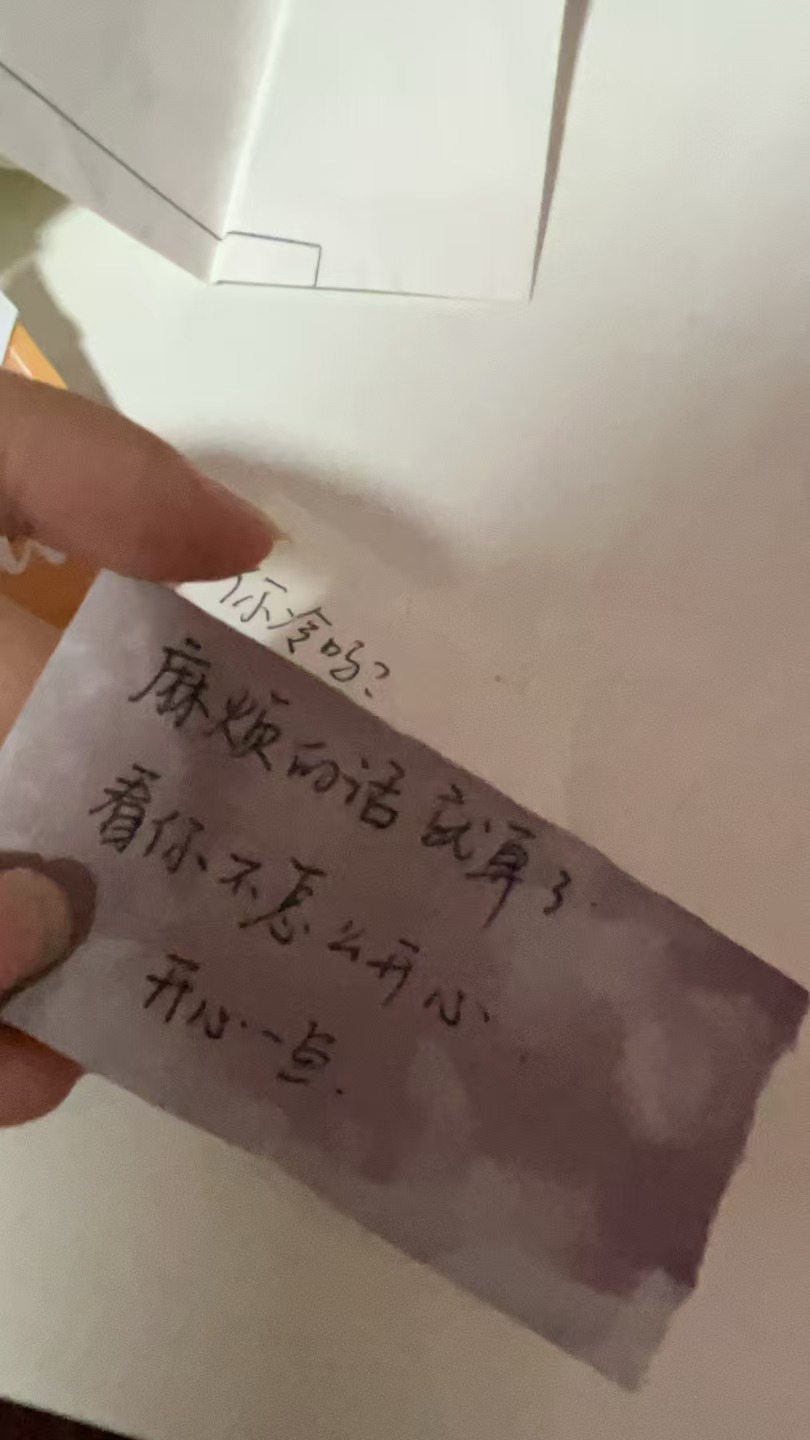 你冷吗?
麻烦的话就算了
看你不怎么开心
开心一点.